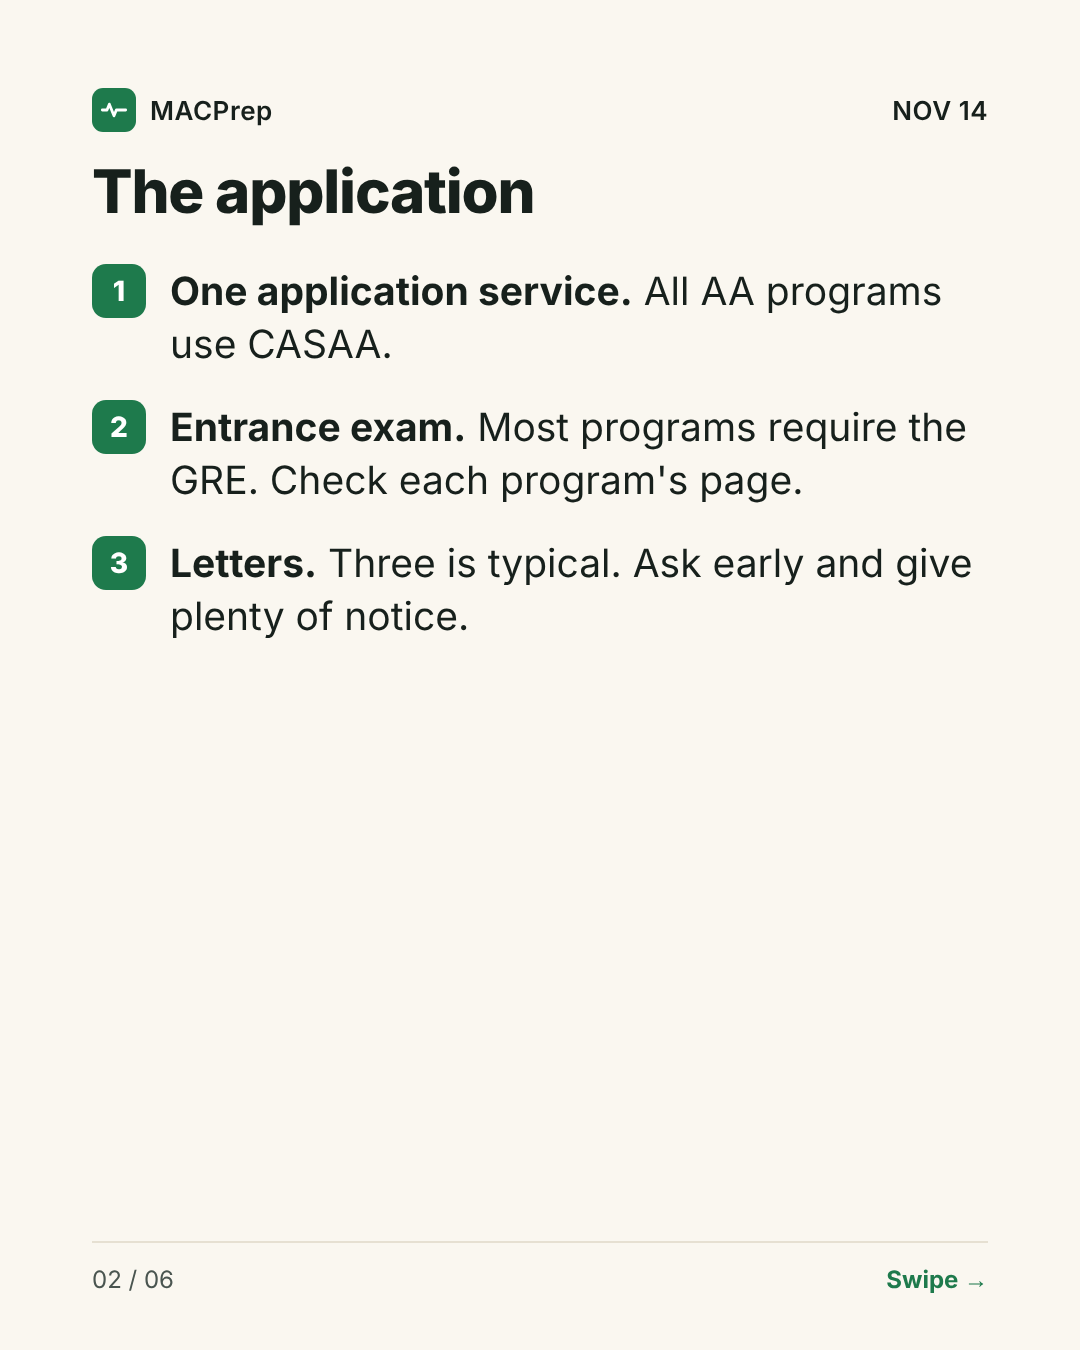 MACPrep
NOV 14
The application
1
One application service. All AA programs
use CASAA.
2
Entrance exam. Most programs require the
GRE. Check each program's page.
3
Letters. Three is typical. Ask early and give
plenty of notice.
02 / 06
Swipe →